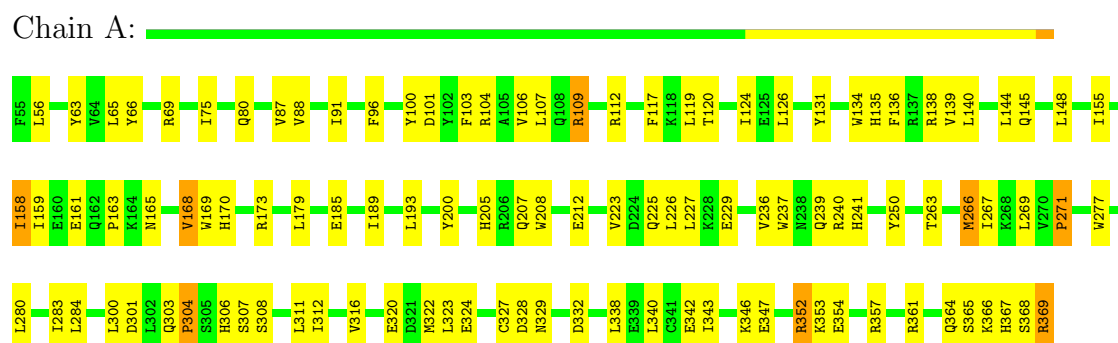 Chain A:
F55 L56 Y63 V64 L65 Y66 R69 I75 Q80 V87 V88 I91 F96 Y100 D101 Y102 F103 R104 A105 V106 L107 Q108 R109 R112 F117 K118 L119 T120 I124 E125 L126 Y131 W134 H135 F136 R137 R138 V139 L140 L144 Q145 L148 I155
I158 I159 E160 E161 Q162 P163 K164 N165 V168 W169 H170 R173 L179 E185 I189 L193 Y200 H205 R206 Q207 W208 E212 V223 D224 Q225 L226 L227 K228 E229 V236 W237 N238 Q239 R240 H241 Y250 T263 M266 I267 K268 L269 V270 P271 W277
L280 I283 L284 L300 D301 L302 Q303 P304 S305 H306 S307 S308 L311 I312 V316 E320 D321 M322 L323 E324 C327 D328 N329 D332 L338 E339 L340 C341 E342 I343 K346 E347 R352 K353 E354 R357 R361 Q364 S365 K366 H367 S368 R369